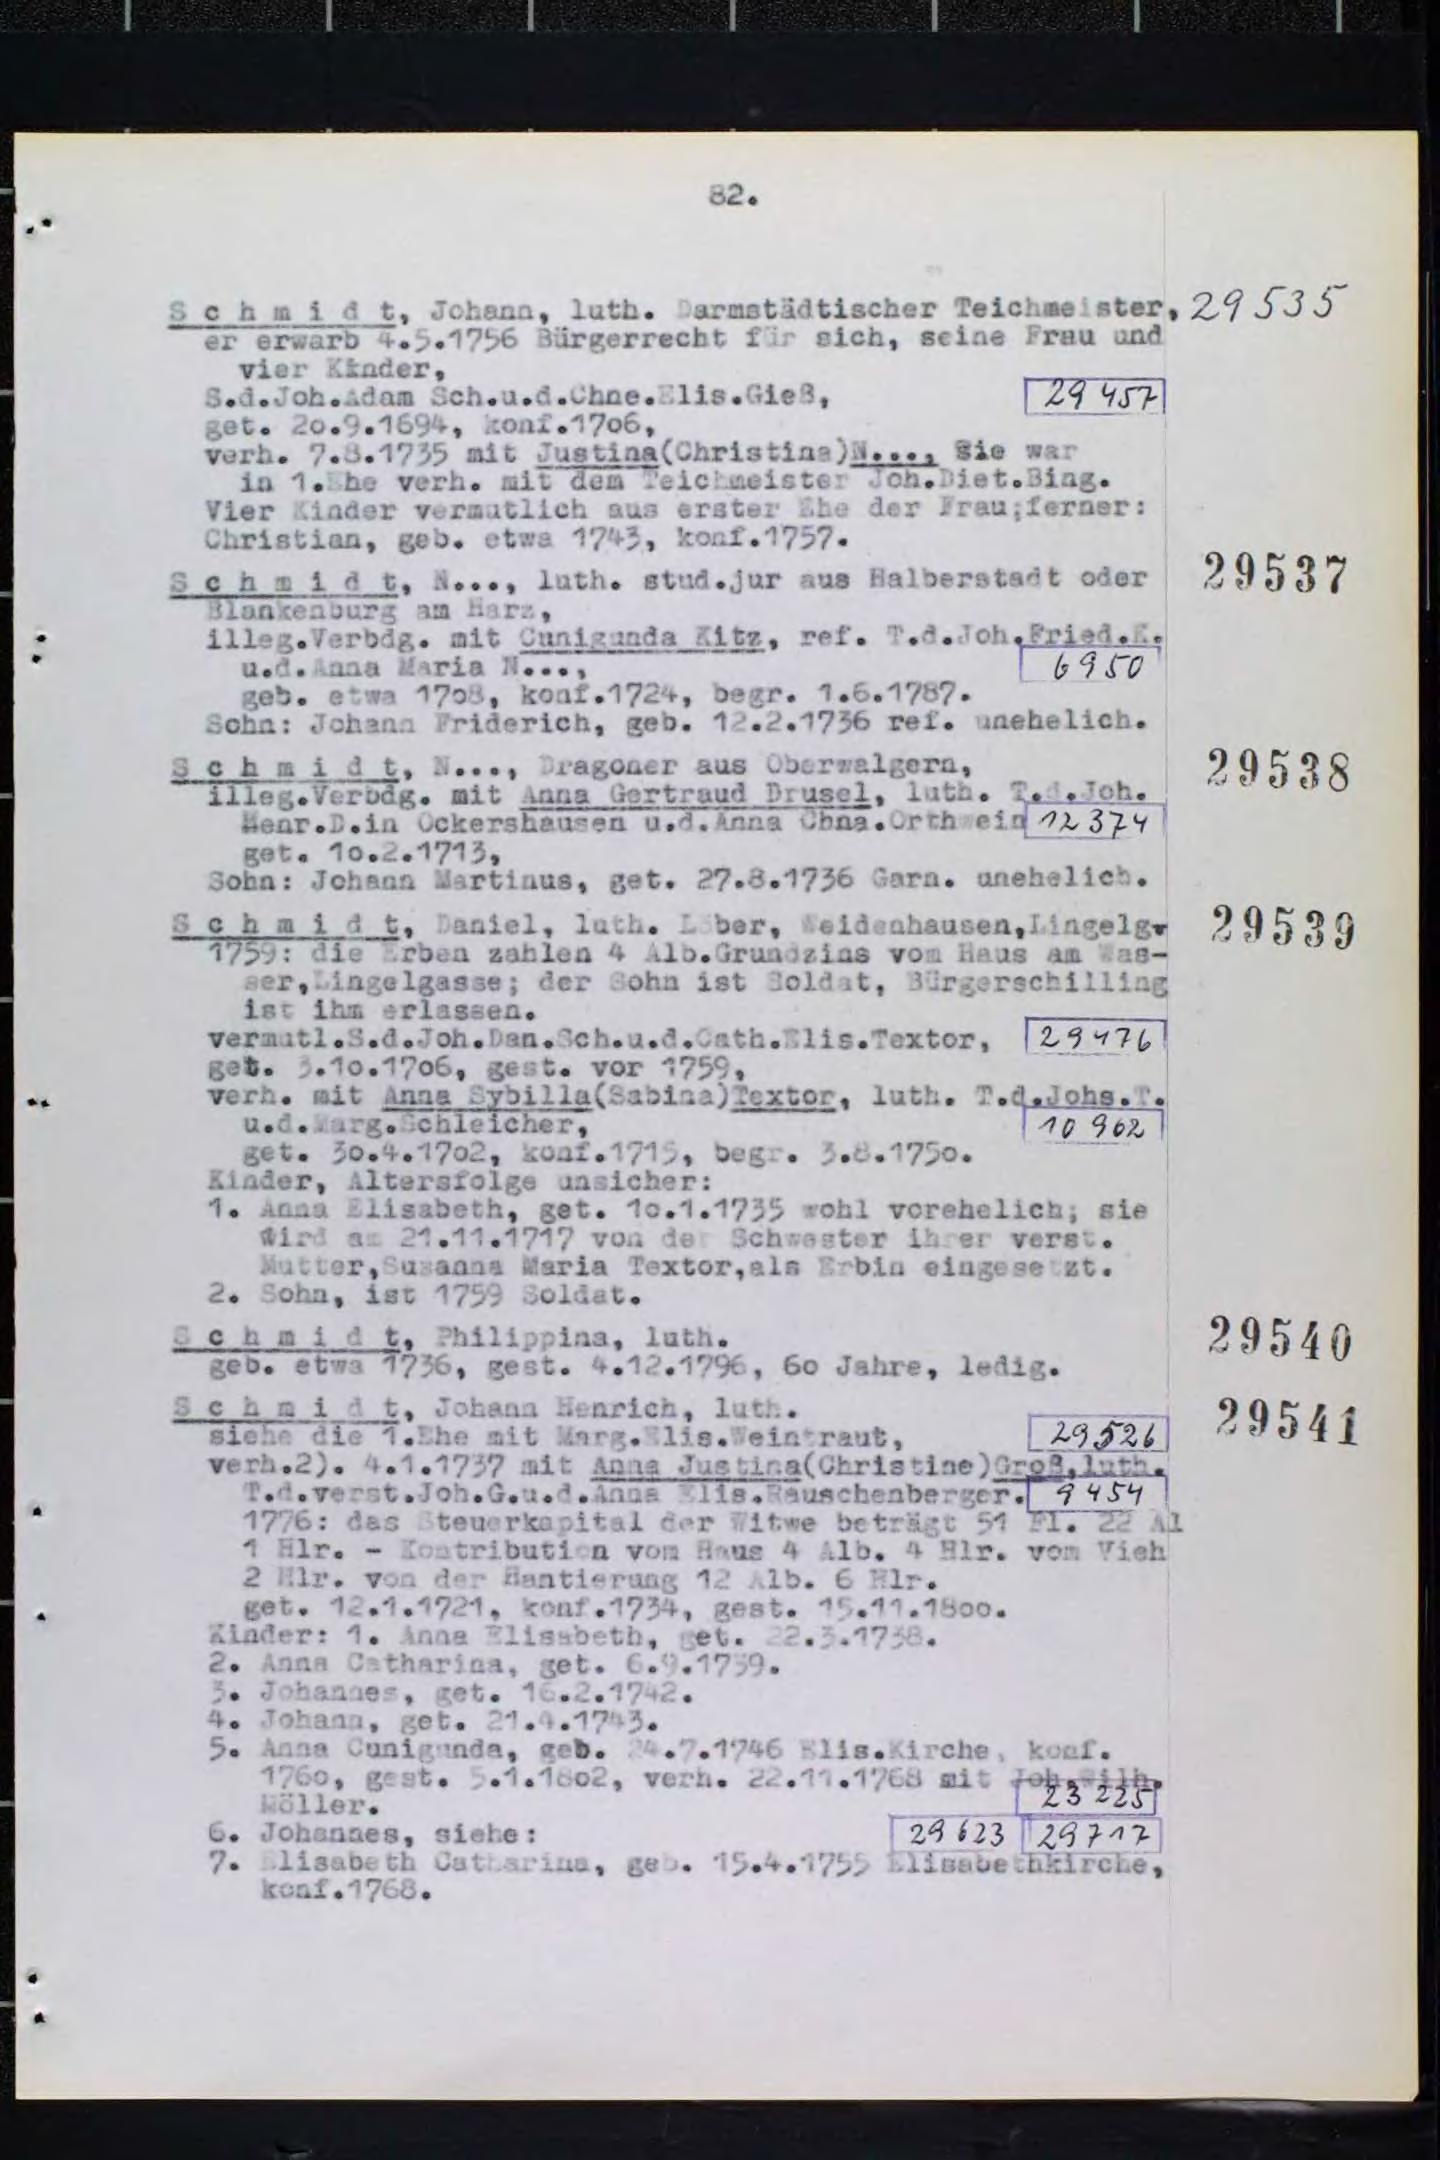 82.
S c h m i d t, Johann, luth. Darmstädtischer Teichmeister, 29535
er erwarb 4.5.1756 Bürgerrecht für sich, seine Frau und
vier Kinder,
S.d.Joh.Adam Sch.u.d.Chne.Elis.Gieß, 29457
get. 2o.9.1694, konf.17o6,
verh. 7.8.1735 mit Justina(Christina)N..., Sie war
in 1.Ehe verh. mit dem Teichmeister Joh.Diet.Bing.
Vier Kinder vermutlich aus erster Ehe der Frau;ferner:
Christian, geb. etwa 1743, konf.1757.
S c h m i d t, N..., luth. stud.jur aus Halberstadt oder 29537
Blankenburg am Harz,
illeg.Verbdg. mit Cunigunda Kitz, ref. T.d.Joh.Fried.K.
u.d.Anna Maria N..., 6950
geb. etwa 17o8, konf.1724, begr. 1.6.1787.
Sohn: Johann Friderich, geb. 12.2.1736 ref. unehelich.
S c h m i d t, N..., Dragoner aus Oberwalgern, 29538
illeg.Verbdg. mit Anna Gertraud Drusel, luth. T.d.Joh.
Henr.D.in Ockershausen u.d.Anna Chna.Orthwein 12374
get. 1o.2.1713,
Sohn: Johann Martinus, get. 27.8.1736 Garn. unehelich.
S c h m i d t, Daniel, luth. Löber, Weidenhausen,Lingelg. 29539
1759: die Erben zahlen 4 Alb.Grundzins vom Haus am Was-
ser,Lingelgasse; der Sohn ist Soldat, Bürgerschilling
ist ihm erlassen.
vermutl.S.d.Joh.Dan.Sch.u.d.Cath.Elis.Textor, 29476
get. 3.1o.17o6, gest. vor 1759,
verh. mit Anna Sybilla(Sabina)Textor, luth. T.d.Johs.T.
u.d.Marg.Schleicher, 10962
get. 3o.4.17o2, konf.1715, begr. 3.8.175o.
Kinder, Altersfolge unsicher:
1. Anna Elisabeth, get. 1o.1.1735 wohl vorehelich; sie
wird am 21.11.1717 von der Schwester ihrer verst.
Mutter,Susanna Maria Textor,als Erbin eingesetzt.
2. Sohn, ist 1759 Soldat.
S c h m i d t, Philippina, luth. 29540
geb. etwa 1736, gest. 4.12.1796, 6o Jahre, ledig.
S c h m i d t, Johann Henrich, luth. 29541
siehe die 1.Ehe mit Marg.Elis.Weintraut, 29526
verh.2). 4.1.1737 mit Anna Justina(Christine)Groß,luth.
T.d.verst.Joh.G.u.d.Anna Elis.Rauschenberger. 9454
1776: das Steuerkapital der Witwe beträgt 51 Fl. 22 Al
1 Hlr. - Kontribution vom Haus 4 Alb. 4 Hlr. vom Vieh
2 Hlr. von der Hantierung 12 Alb. 6 Hlr.
get. 12.1.1721, konf.1734, gest. 15.11.18oo.
Kinder: 1. Anna Elisabeth, get. 22.3.1738.
2. Anna Catharina, get. 6.9.1739.
3. Johannes, get. 16.2.1742.
4. Johann, get. 21.4.1743.
5. Anna Cunigunda, geb. 24.7.1746 Elis.Kirche, konf.
176o, gest. 5.1.18o2, verh. 22.11.1768 mit Joh.Wilh.
Möller. 23225
6. Johannes, siehe: 29623 29717
7. Elisabeth Catharina, geb. 15.4.1755 Elisabethkirche,
konf.1768.